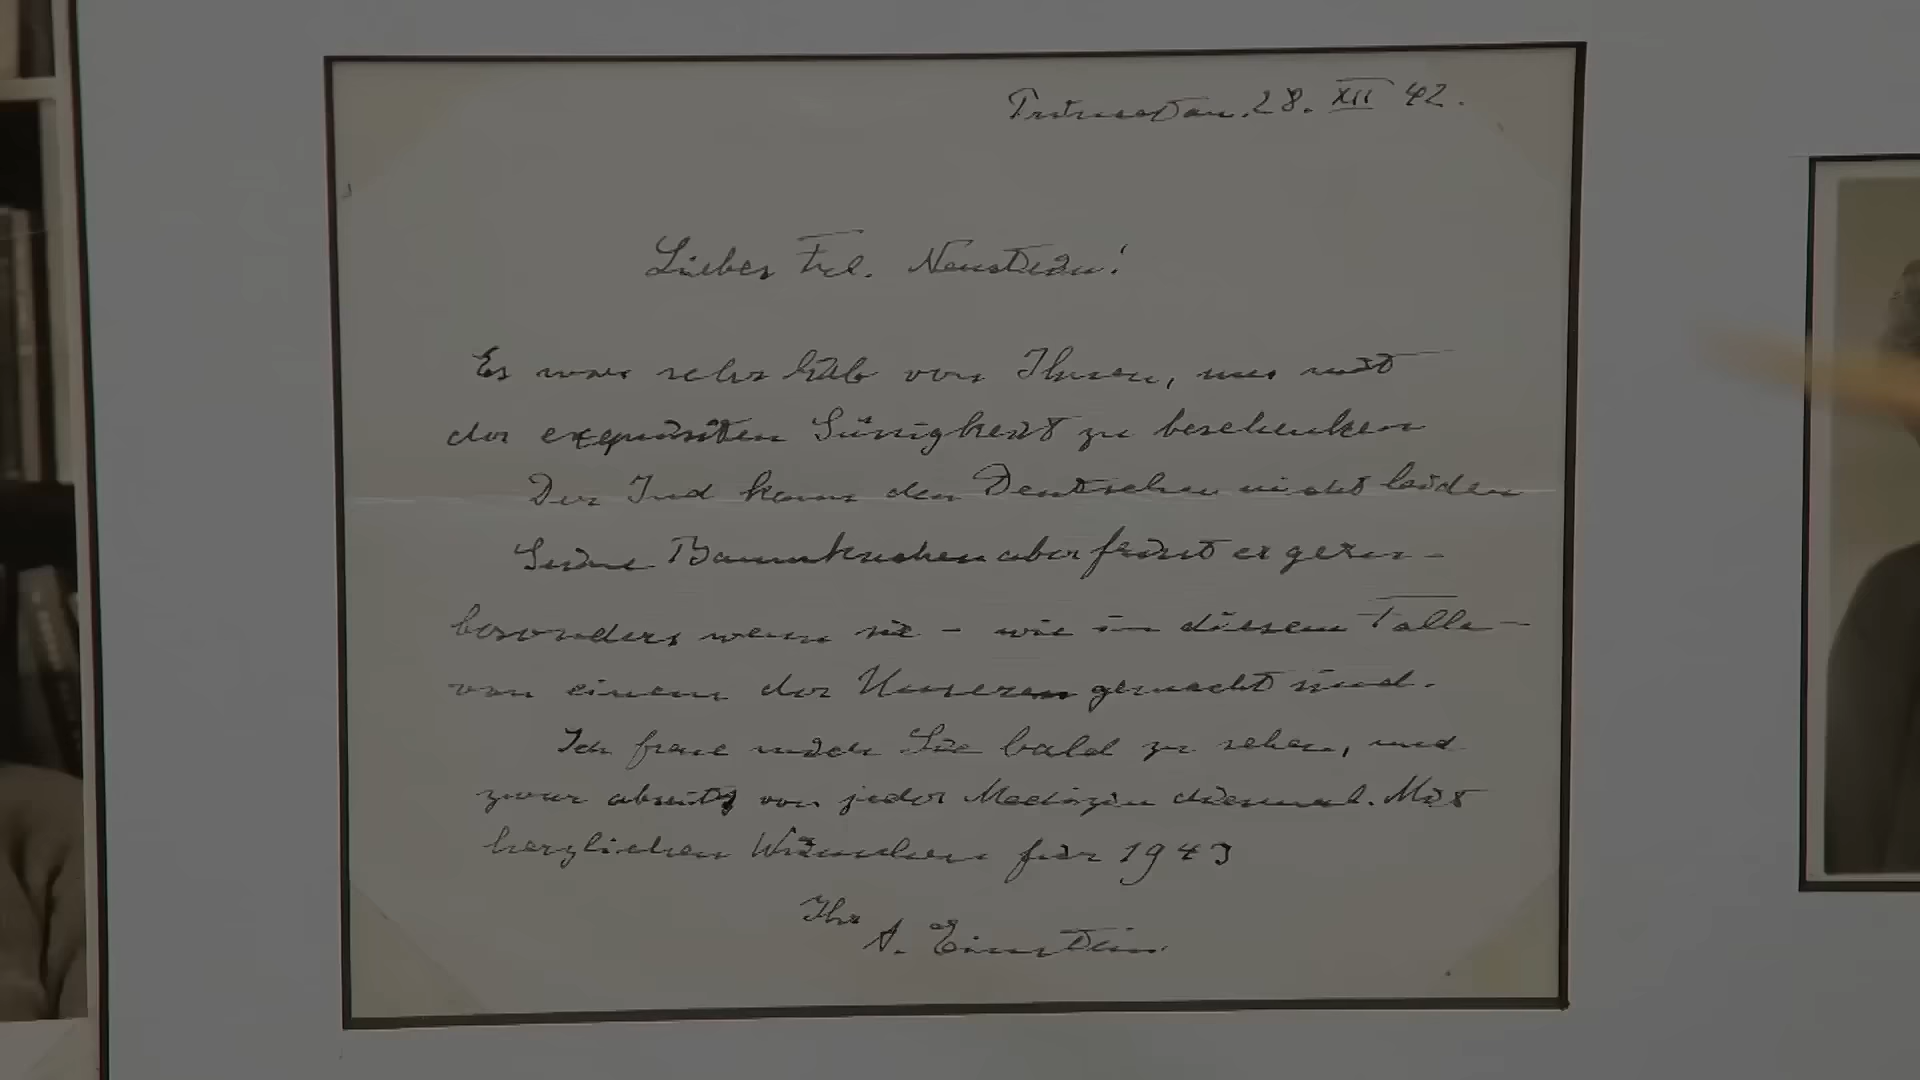 Princeton. 28. XII 42.
Liebes Frl. Neustein!
Es war sehr lieb von Ihnen, uns mit
der exquisiten Süssigkeit zu beschenken
Der Jud kann den Deutschen nicht leiden
Seine Baumkuchen aber frisst er gern –
besonders wenn sie – wie in diesem Falle –
von einem der Unseren gemacht sind.
Ich freue mich Sie bald zu sehen, und
zwar abseits von jeder Medizin diesmal. Mit
herzlichen Wünschen für 1943
Ihr
A. Einstein.